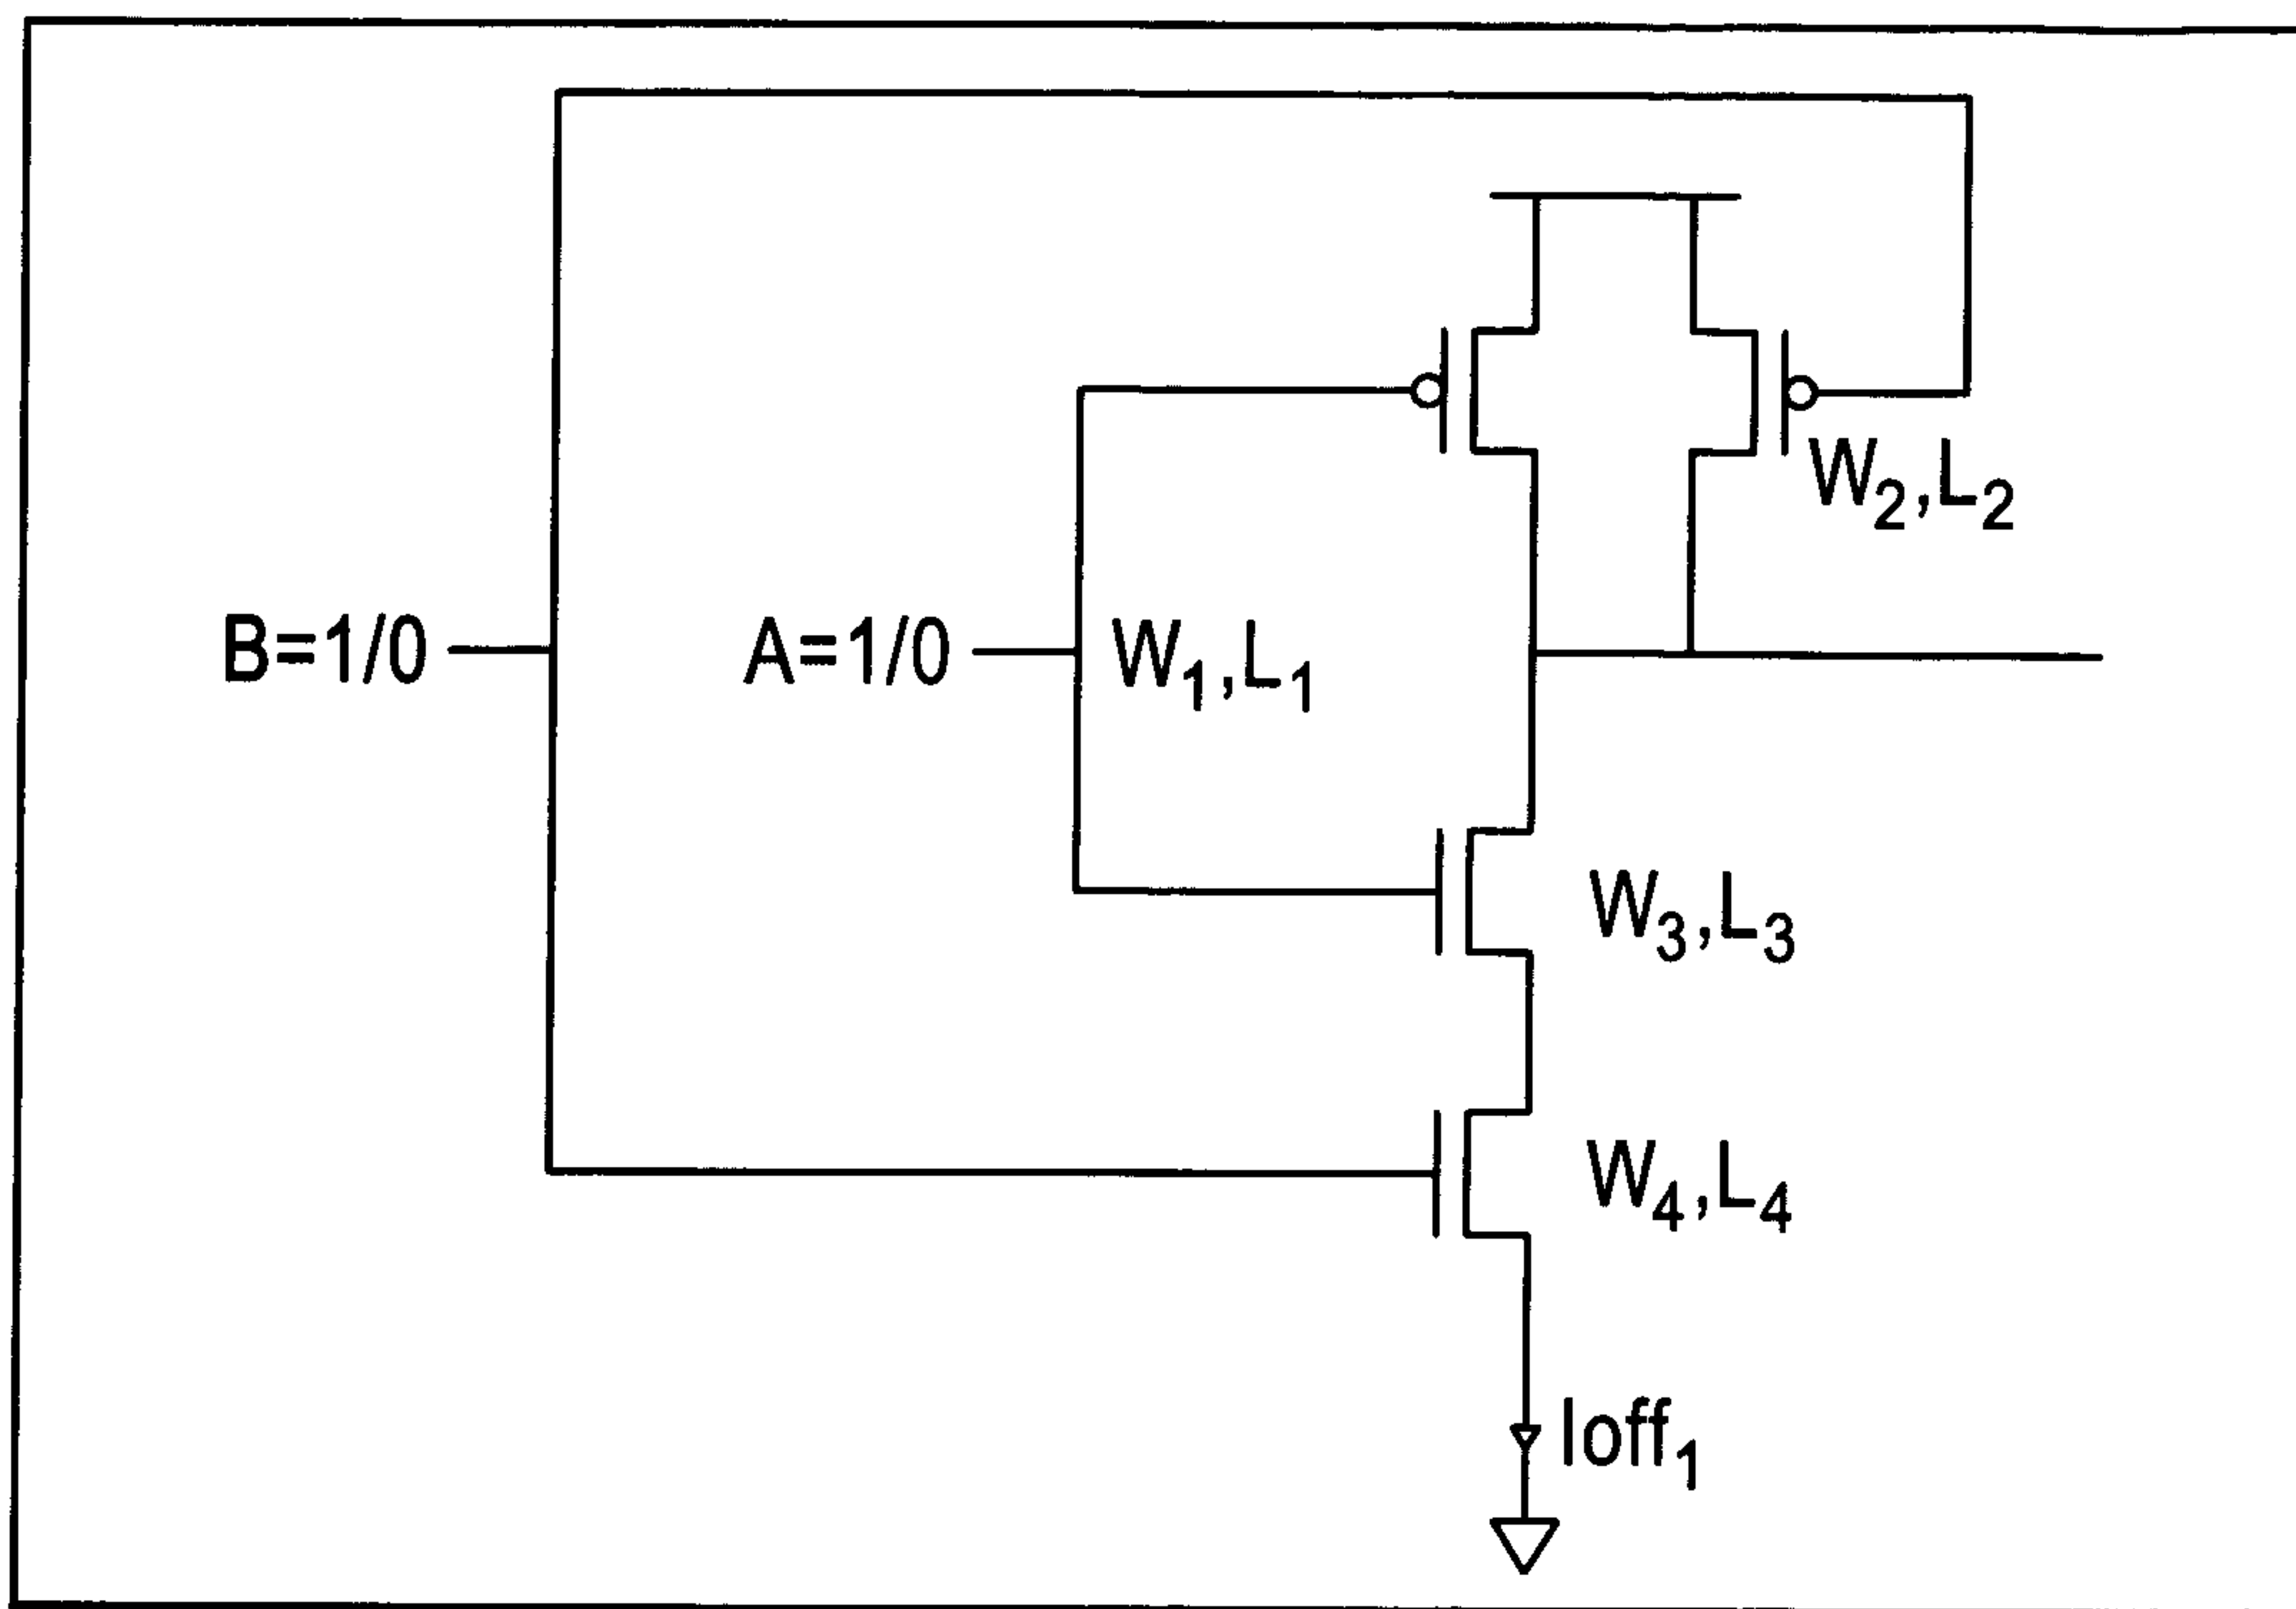 W₂,L₂
B=1/0
A=1/0
W₁,L₁
W₃,L₃
W₄,L₄
Ioff₁